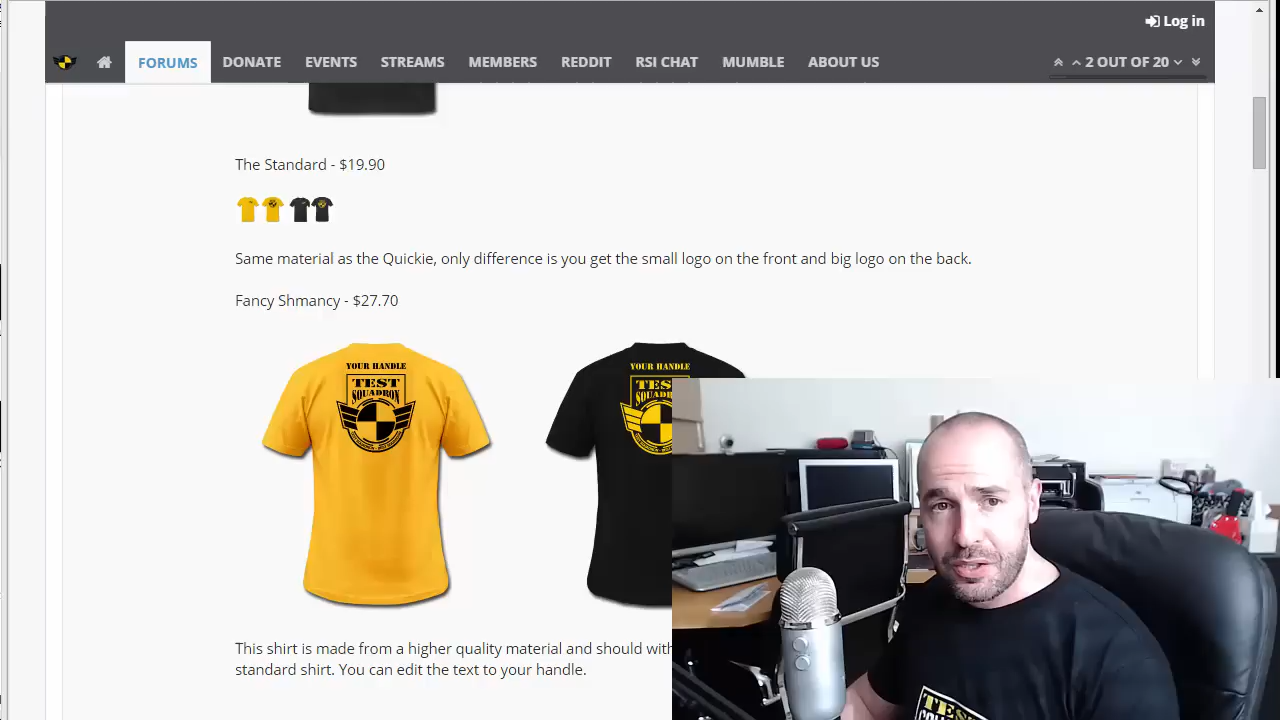 Log in
FORUMS DONATE EVENTS STREAMS MEMBERS REDDIT RSI CHAT MUMBLE ABOUT US 2 OUT OF 20
The Standard - $19.90
Same material as the Quickie, only difference is you get the small logo on the front and big logo on the back.
Fancy Shmancy - $27.70
YOUR HANDLE
TEST
SQUADRON
YOUR HANDLE
This shirt is made from a higher quality material and should with
standard shirt. You can edit the text to your handle.
TEST